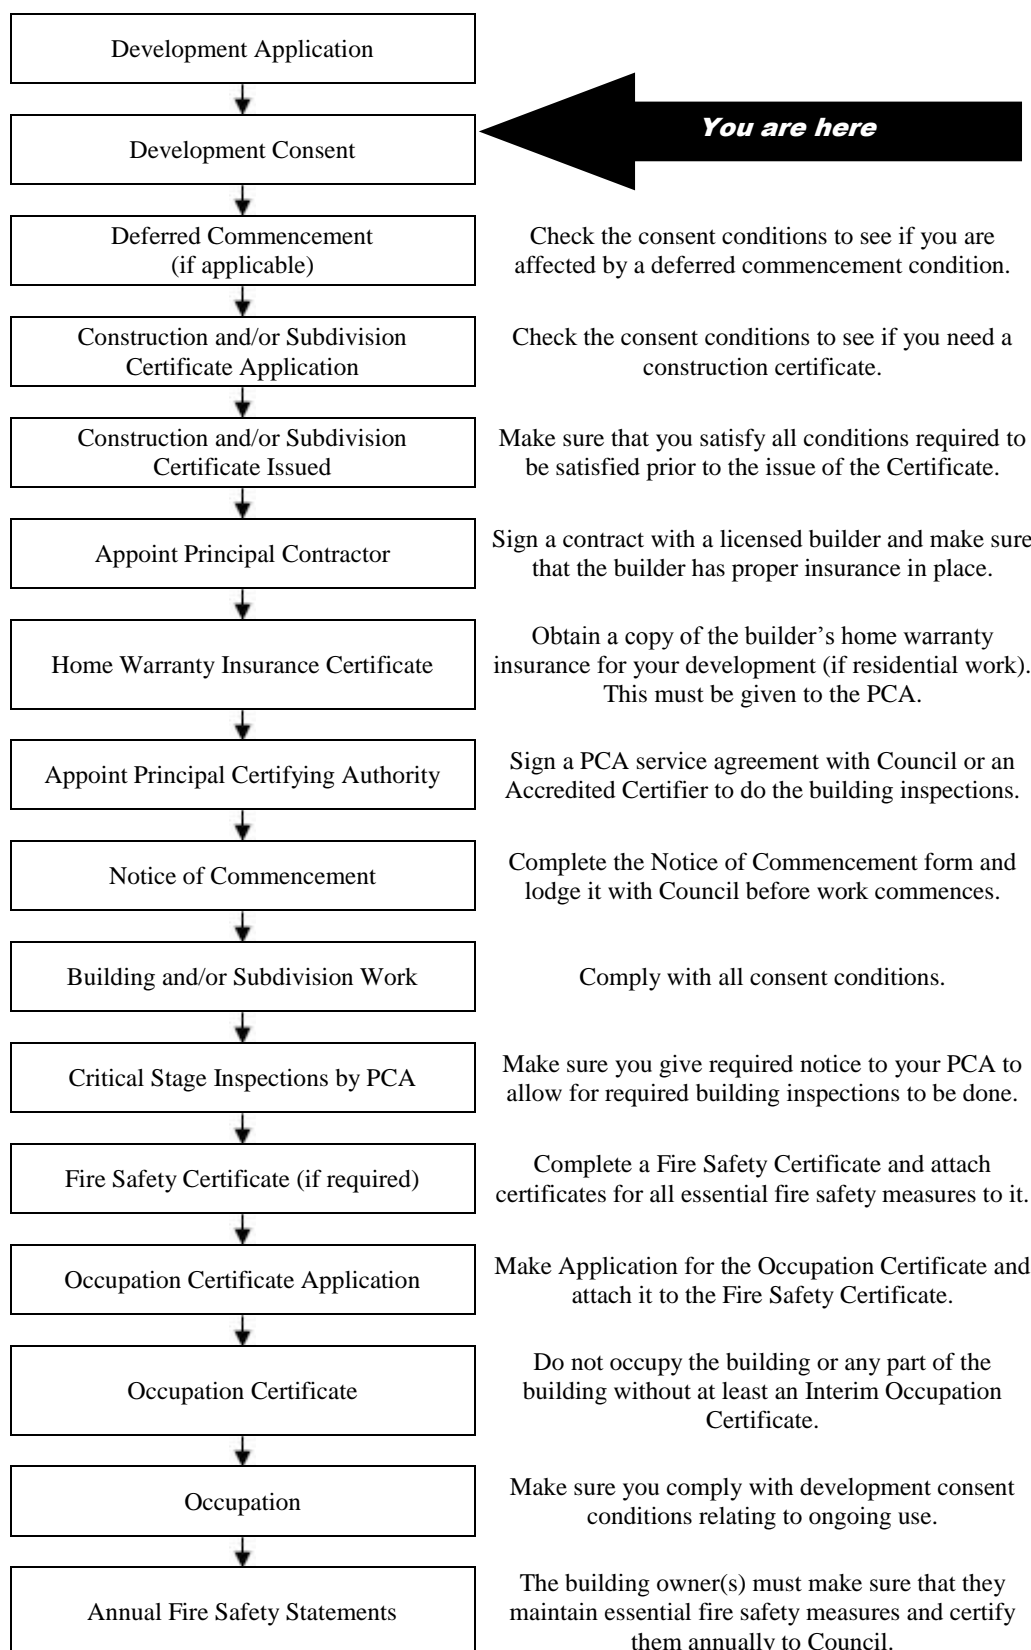 Development Application
Development Consent
You are here
Deferred Commencement
(if applicable)
Check the consent conditions to see if you are
affected by a deferred commencement condition.
Construction and/or Subdivision
Certificate Application
Check the consent conditions to see if you need a
construction certificate.
Construction and/or Subdivision
Certificate Issued
Make sure that you satisfy all conditions required to
be satisfied prior to the issue of the Certificate.
Appoint Principal Contractor
Sign a contract with a licensed builder and make sure
that the builder has proper insurance in place.
Home Warranty Insurance Certificate
Obtain a copy of the builder’s home warranty
insurance for your development (if residential work).
This must be given to the PCA.
Appoint Principal Certifying Authority
Sign a PCA service agreement with Council or an
Accredited Certifier to do the building inspections.
Notice of Commencement
Complete the Notice of Commencement form and
lodge it with Council before work commences.
Building and/or Subdivision Work
Comply with all consent conditions.
Critical Stage Inspections by PCA
Make sure you give required notice to your PCA to
allow for required building inspections to be done.
Fire Safety Certificate (if required)
Complete a Fire Safety Certificate and attach
certificates for all essential fire safety measures to it.
Occupation Certificate Application
Make Application for the Occupation Certificate and
attach it to the Fire Safety Certificate.
Occupation Certificate
Do not occupy the building or any part of the
building without at least an Interim Occupation
Certificate.
Occupation
Make sure you comply with development consent
conditions relating to ongoing use.
Annual Fire Safety Statements
The building owner(s) must make sure that they
maintain essential fire safety measures and certify
them annually to Council.